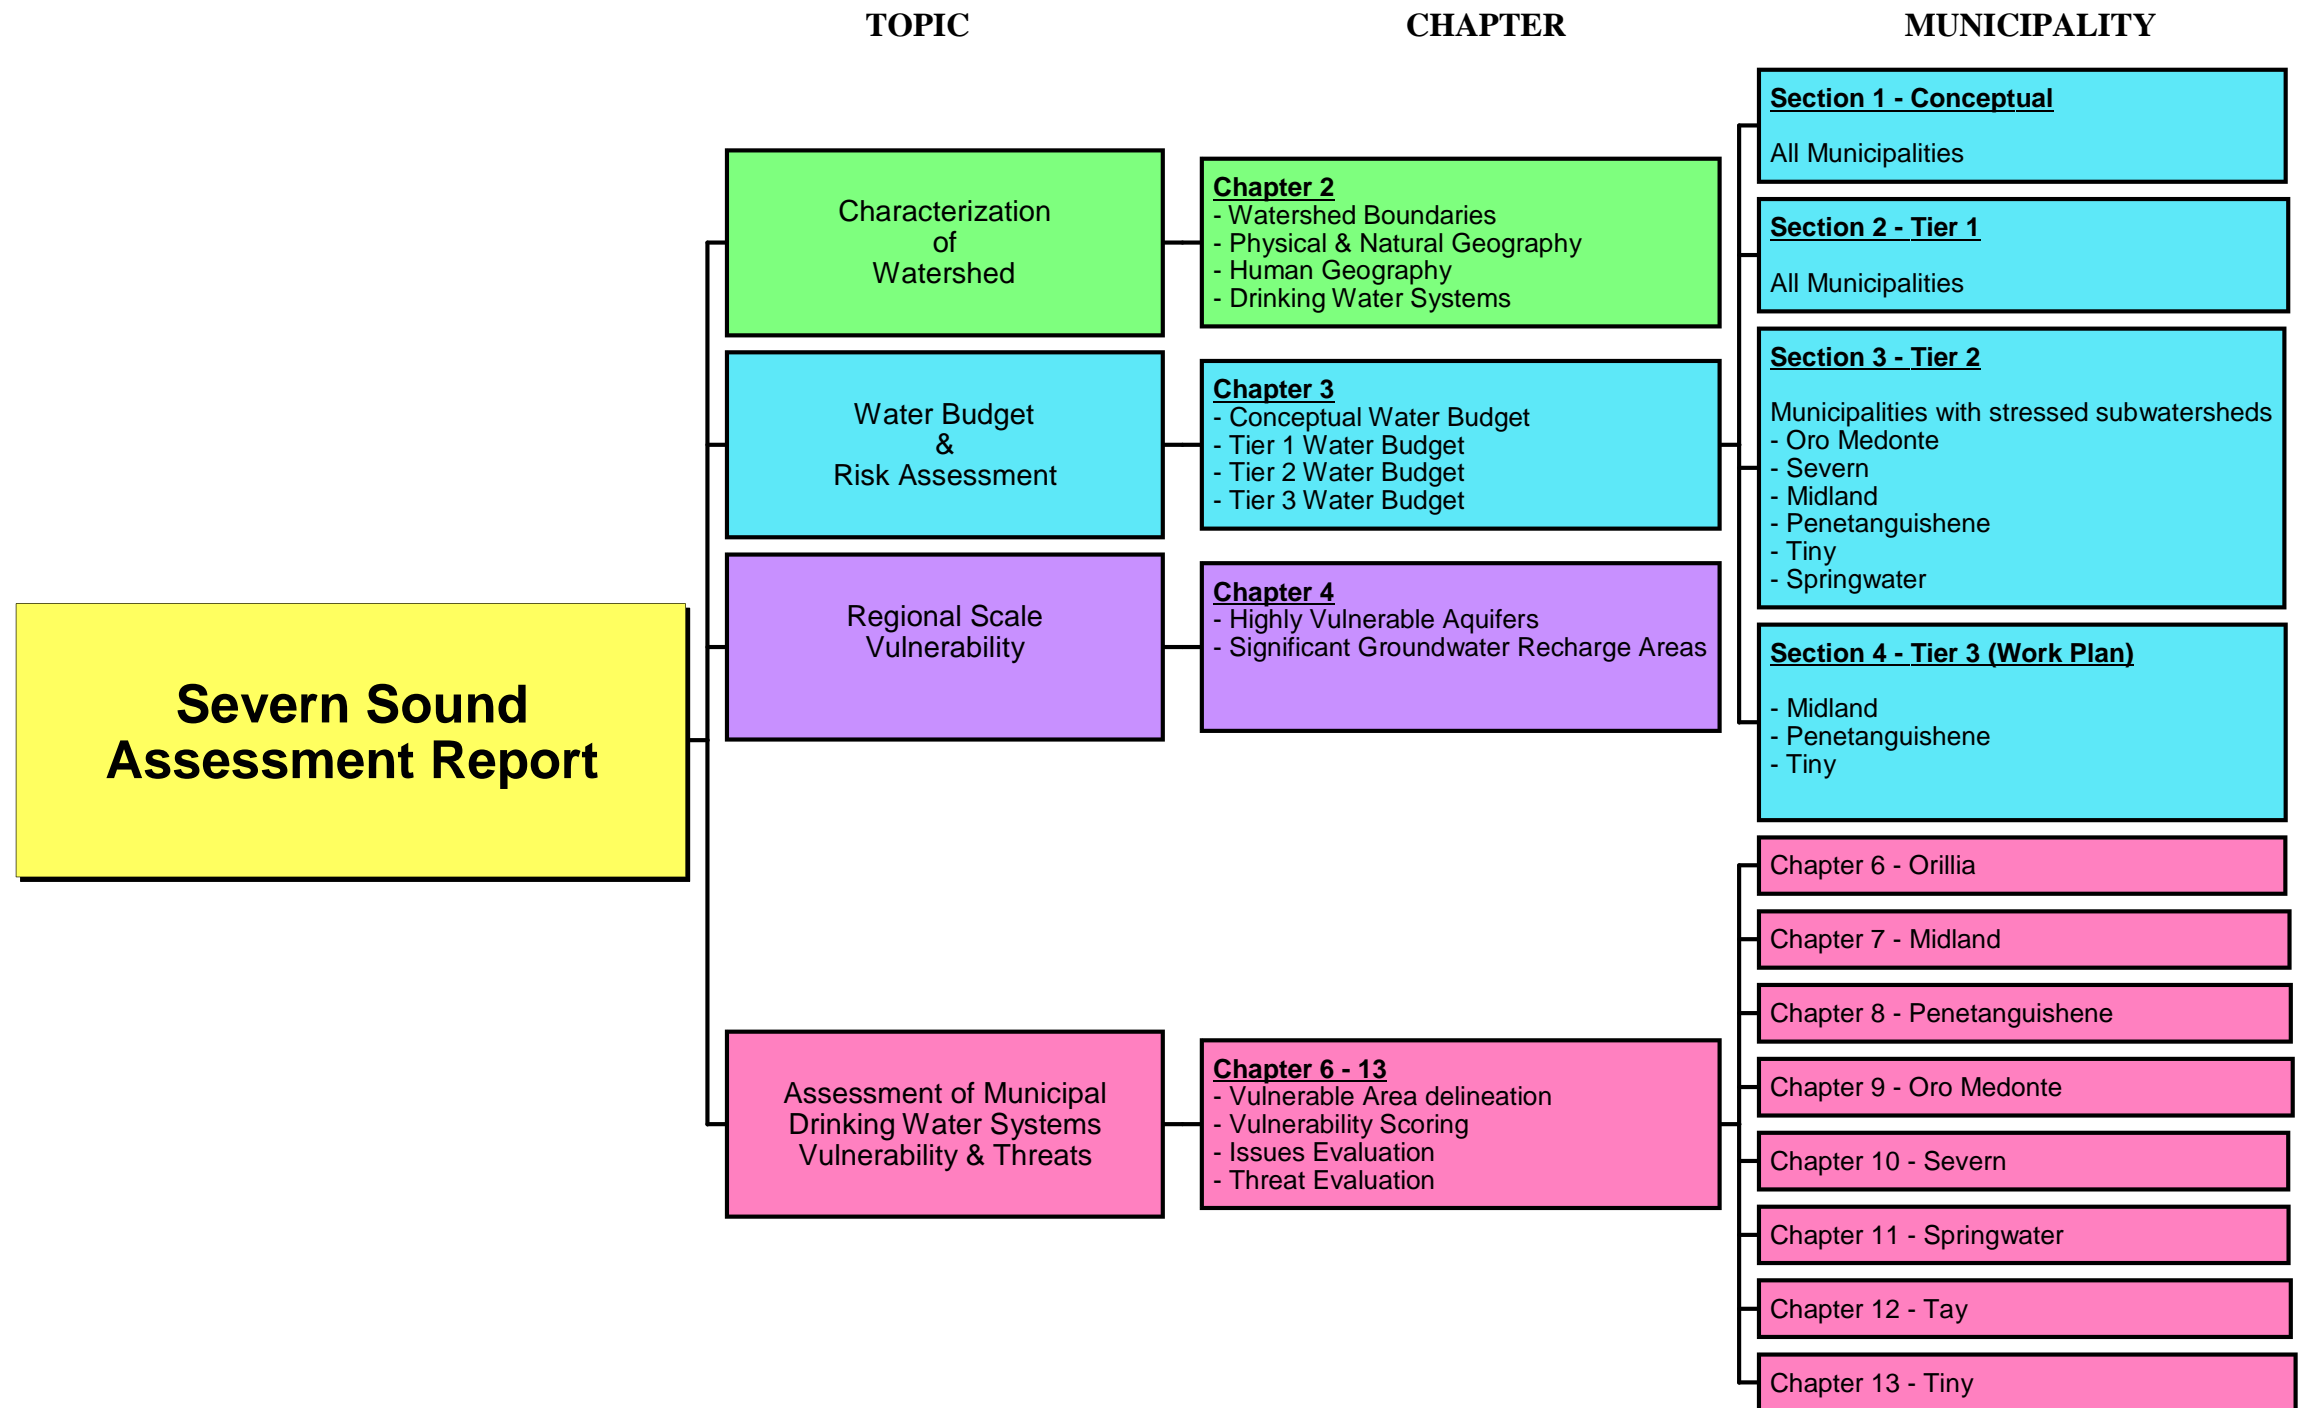 TOPIC
CHAPTER
MUNICIPALITY
Severn Sound
Assessment Report
Characterization
of
Watershed
Water Budget
&
Risk Assessment
Regional Scale
Vulnerability
Assessment of Municipal
Drinking Water Systems
Vulnerability & Threats
Chapter 2
- Watershed Boundaries
- Physical & Natural Geography
- Human Geography
- Drinking Water Systems
Chapter 3
- Conceptual Water Budget
- Tier 1 Water Budget
- Tier 2 Water Budget
- Tier 3 Water Budget
Chapter 4
- Highly Vulnerable Aquifers
- Significant Groundwater Recharge Areas
Chapter 6 - 13
- Vulnerable Area delineation
- Vulnerability Scoring
- Issues Evaluation
- Threat Evaluation
Section 1 - Conceptual
All Municipalities
Section 2 - Tier 1
All Municipalities
Section 3 - Tier 2
Municipalities with stressed subwatersheds
- Oro Medonte
- Severn
- Midland
- Penetanguishene
- Tiny
- Springwater
Section 4 - Tier 3 (Work Plan)
- Midland
- Penetanguishene
- Tiny
Chapter 6 - Orillia
Chapter 7 - Midland
Chapter 8 - Penetanguishene
Chapter 9 - Oro Medonte
Chapter 10 - Severn
Chapter 11 - Springwater
Chapter 12 - Tay
Chapter 13 - Tiny